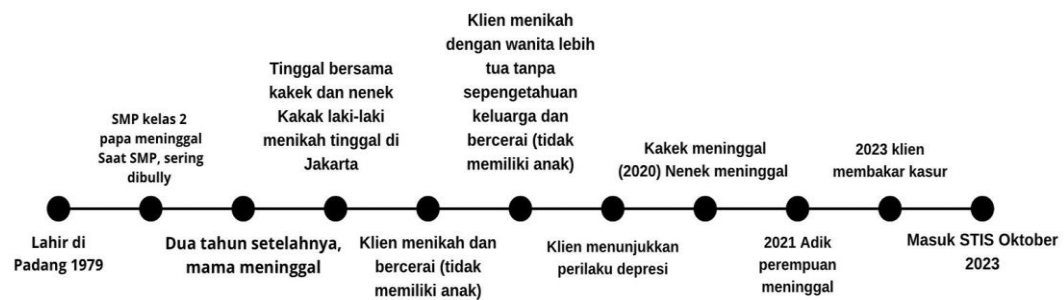 Lahir di
Padang 1979
SMP kelas 2
papa meninggal
Saat SMP, sering
dibully
Dua tahun setelahnya,
mama meninggal
Tinggal bersama
kakek dan nenek
Kakak laki-laki
menikah tinggal di
Jakarta
Klien menikah dan
bercerai (tidak
memiliki anak)
Klien menikah
dengan wanita lebih
tua tanpa
sepengetahuan
keluarga dan
bercerai (tidak
memiliki anak)
Klien menunjukkan
perilaku depresi
Kakek meninggal
(2020) Nenek meninggal
2021 Adik
perempuan
meninggal
2023 klien
membakar kasur
Masuk STIS Oktober
2023